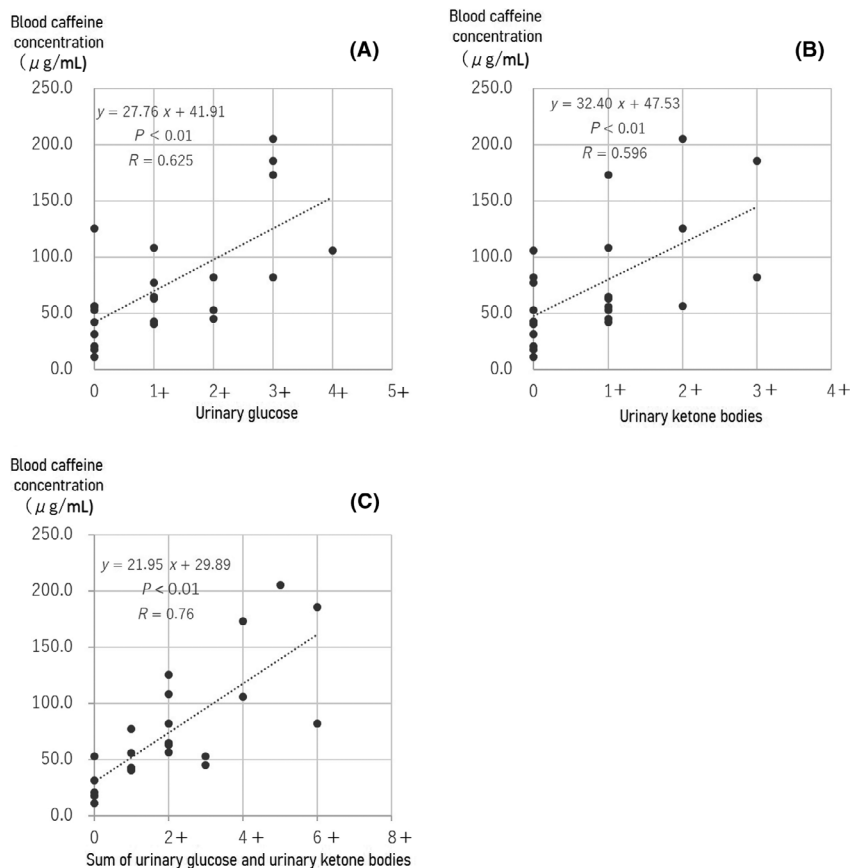 Blood caffeine
concentration
(μg/mL)
(A)
250.0
200.0
150.0
100.0
50.0
0.0
y = 27.76 x + 41.91
P < 0.01
R = 0.625
0 1+ 2+ 3+ 4+ 5+
Urinary glucose
Blood caffeine
concentration
(μg/mL)
(B)
250.0
200.0
150.0
100.0
50.0
0.0
y = 32.40 x + 47.53
P < 0.01
R = 0.596
0 1+ 2+ 3+ 4+
Urinary ketone bodies
Blood caffeine
concentration
(μg/mL)
(C)
250.0
200.0
150.0
100.0
50.0
0.0
y = 21.95 x + 29.89
P < 0.01
R = 0.76
0 2+ 4+ 6+ 8+
Sum of urinary glucose and urinary ketone bodies